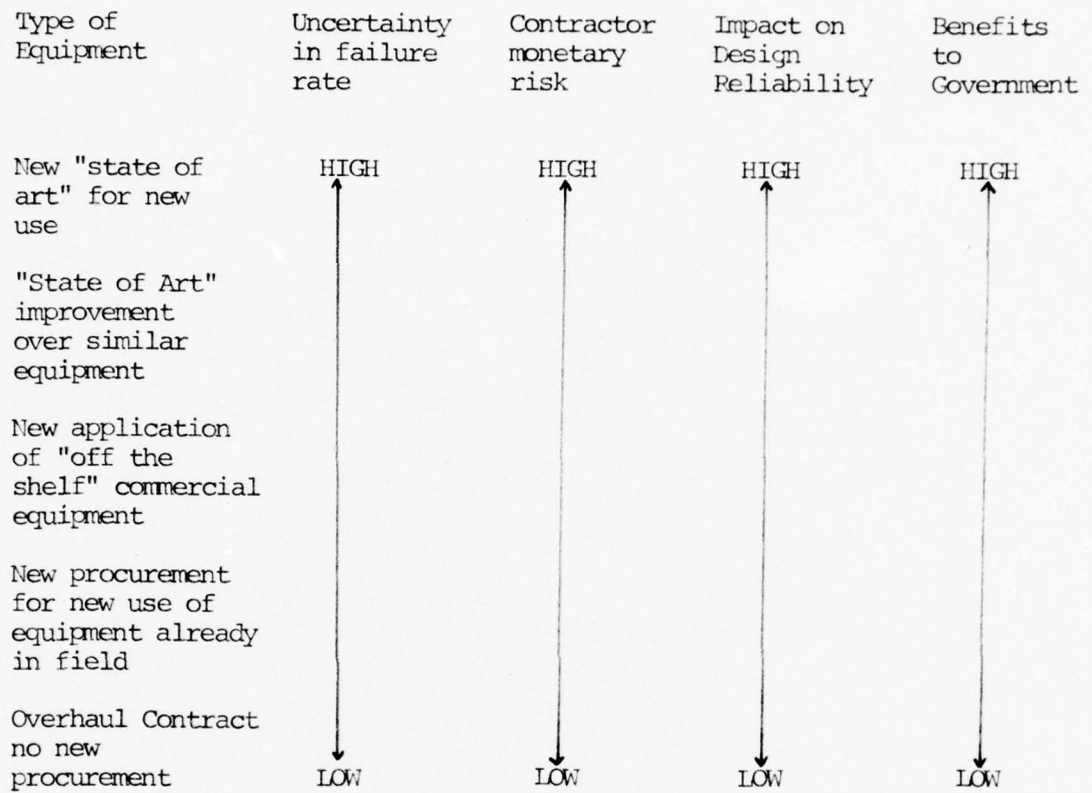 Type of Equipment
Uncertainty in failure rate
Contractor monetary risk
Impact on Design Reliability
Benefits to Government
New "state of art" for new use
HIGH HIGH HIGH HIGH
"State of Art" improvement over similar equipment
New application of "off the shelf" commercial equipment
New procurement for new use of equipment already in field
Overhaul Contract no new procurement
LOW LOW LOW LOW